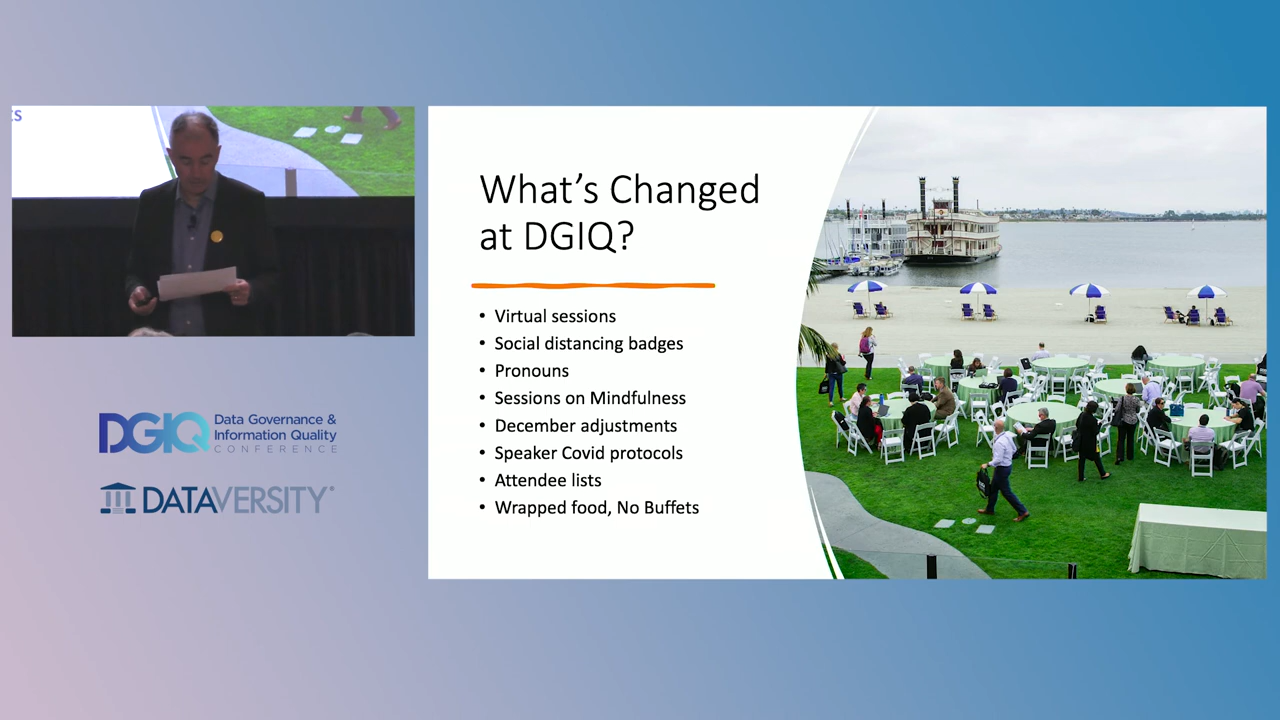 What's Changed
at DGIQ?
• Virtual sessions
• Social distancing badges
• Pronouns
• Sessions on Mindfulness
• December adjustments
• Speaker Covid protocols
• Attendee lists
• Wrapped food, No Buffets
DGIQ Data Governance &
Information Quality
CONFERENCE
DATAVERSITY